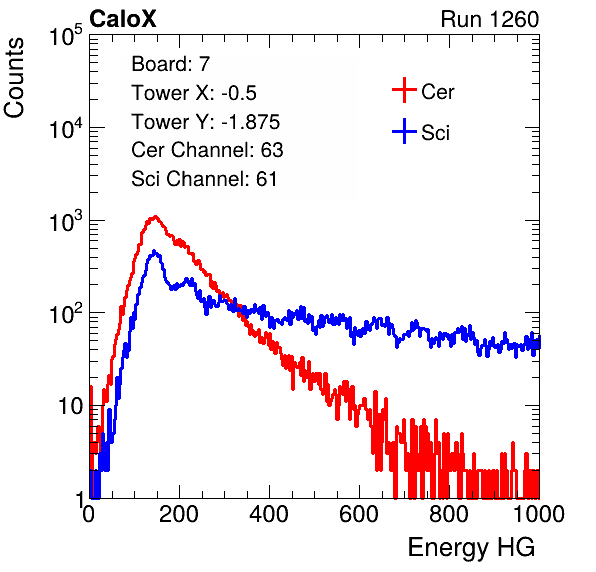 CaloX Run 1260
Counts
10^5
10^4
10^3
10^2
10
1
Board: 7
Tower X: -0.5
Tower Y: -1.875
Cer Channel: 63
Sci Channel: 61
Cer
Sci
0 200 400 600 800 1000
Energy HG